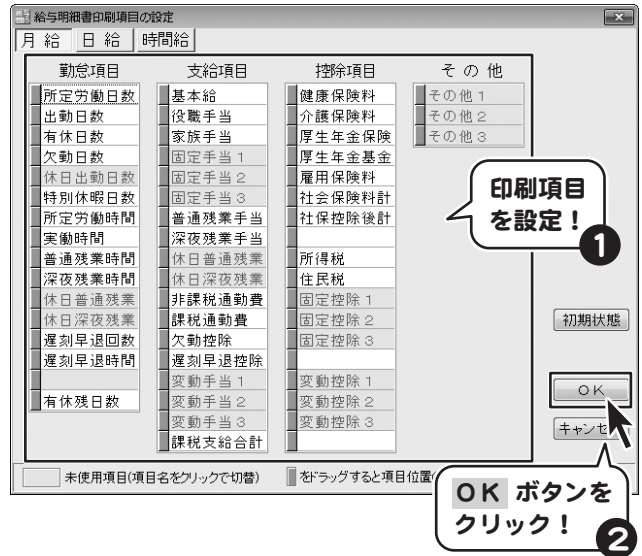 給与明細書印刷項目の設定
月 給 日 給 時間給
勤怠項目
所定労働日数
出勤日数
有休日数
欠勤日数
休日出勤日数
特別休暇日数
所定労働時間
実働時間
普通残業時間
深夜残業時間
休日普通残業
休日深夜残業
遅刻早退回数
遅刻早退時間
有休残日数
支給項目
基本給
役職手当
家族手当
固定手当1
固定手当2
固定手当3
普通残業手当
深夜残業手当
休日普通残業
休日深夜残業
非課税通勤費
課税通勤費
欠勤控除
遅刻早退控除
変動手当1
変動手当2
変動手当3
課税支給合計
控除項目
健康保険料
介護保険料
厚生年金保険
厚生年金基金
雇用保険料
社会保険料計
社保控除後計
所得税
住民税
固定控除1
固定控除2
固定控除3
変動控除1
変動控除2
変動控除3
その他
その他1
その他2
その他3
印刷項目
を設定！
1
初期状態
OK
キャンセ
未使用項目(項目名をクリックで切替)
をドラッグすると項目位置
OK ボタンを
クリック！
2